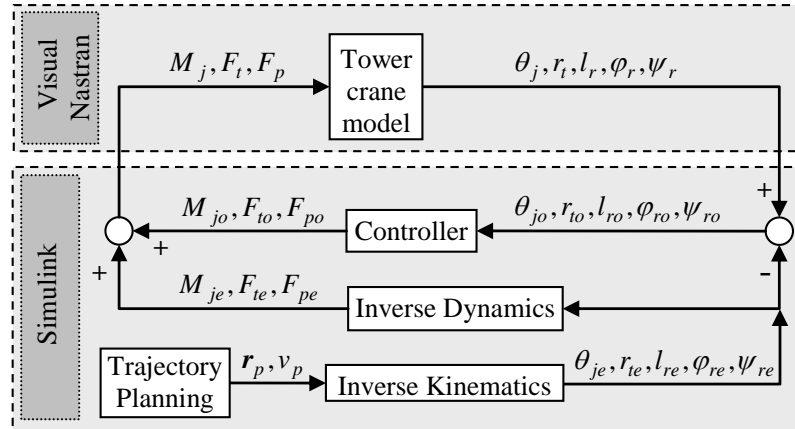 Visual
Nastran
M_j, F_t, F_p
Tower
crane
model
θ_j, r_t, l_r, φ_r, ψ_r
+
Simulink
M_jo, F_to, F_po
Controller
θ_jo, r_to, l_ro, φ_ro, ψ_ro
+
+
-
M_je, F_te, F_pe
Inverse Dynamics
Trajectory
Planning
r_p, v_p
Inverse Kinematics
θ_je, r_te, l_re, φ_re, ψ_re